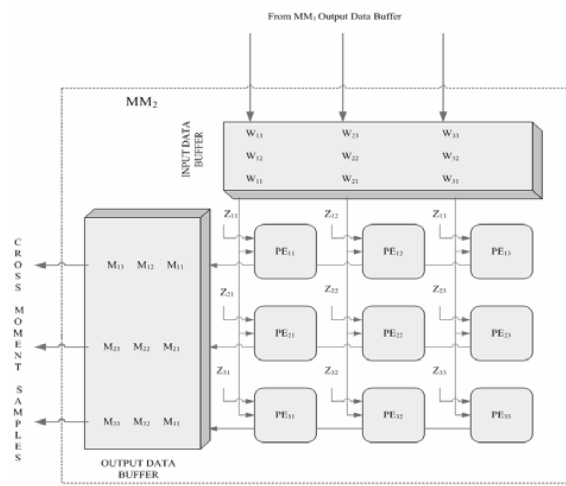 From MM₁ Output Data Buffer
MM₂
INPUT DATA
BUFFER
W₁₃ W₂₃ W₃₃
W₁₂ W₂₂ W₃₂
W₁₁ W₂₁ W₃₁
Z₁₁ Z₁₂ Z₁₃
PE₁₁ PE₁₂ PE₁₃
M₁₃ M₁₂ M₁₁
Z₂₁ Z₂₂ Z₂₃
PE₂₁ PE₂₂ PE₂₃
M₂₃ M₂₂ M₂₁
Z₃₁ Z₃₂ Z₃₃
PE₃₁ PE₃₂ PE₃₃
M₃₃ M₃₂ M₃₁
CROSS MOMENT SAMPLES
OUTPUT DATA
BUFFER